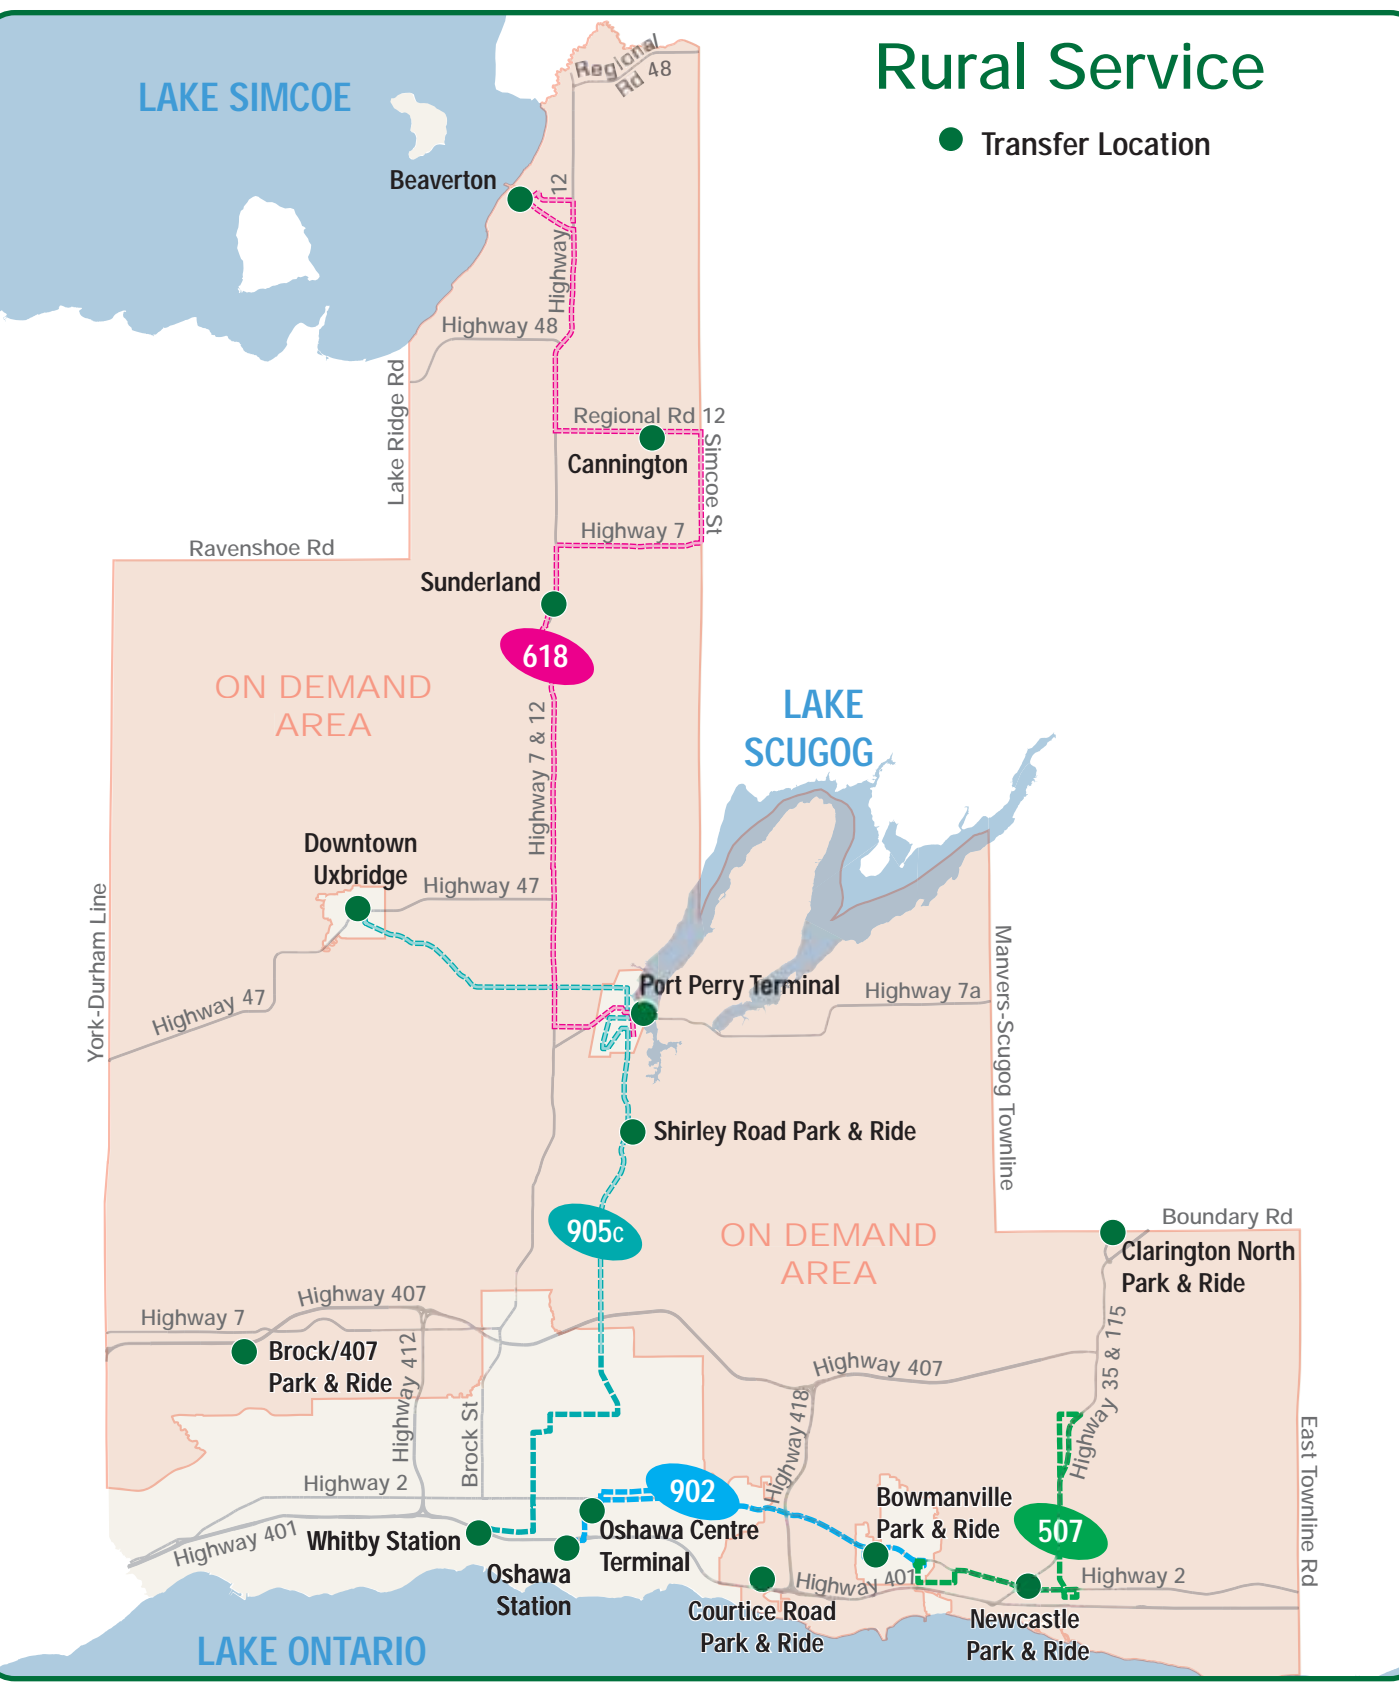 Rural Service
Transfer Location
LAKE SIMCOE
Regional
Rd 48
Beaverton
Highway 12
Highway 48
Lake Ridge Rd
Regional Rd 12
Cannington
Simcoe St
Highway 7
Ravenshoe Rd
Sunderland
618
ON DEMAND
AREA
Highway 7 & 12
LAKE
SCUGOG
Downtown
Uxbridge
Highway 47
York-Durham Line
Highway 47
Port Perry Terminal
Highway 7a
Manvers-Scugog Townline
Shirley Road Park & Ride
905c
ON DEMAND
AREA
Boundary Rd
Clarington North
Park & Ride
Highway 407
Highway 7
Brock/407
Park & Ride
Highway 412
Highway 407
Highway 35 & 115
Highway 418
Brock St
East Townline Rd
Highway 2
902
Bowmanville
Park & Ride
507
Highway 401
Whitby Station
Oshawa Centre
Terminal
Oshawa
Station
Highway 401
Highway 2
Courtice Road
Park & Ride
Newcastle
Park & Ride
LAKE ONTARIO